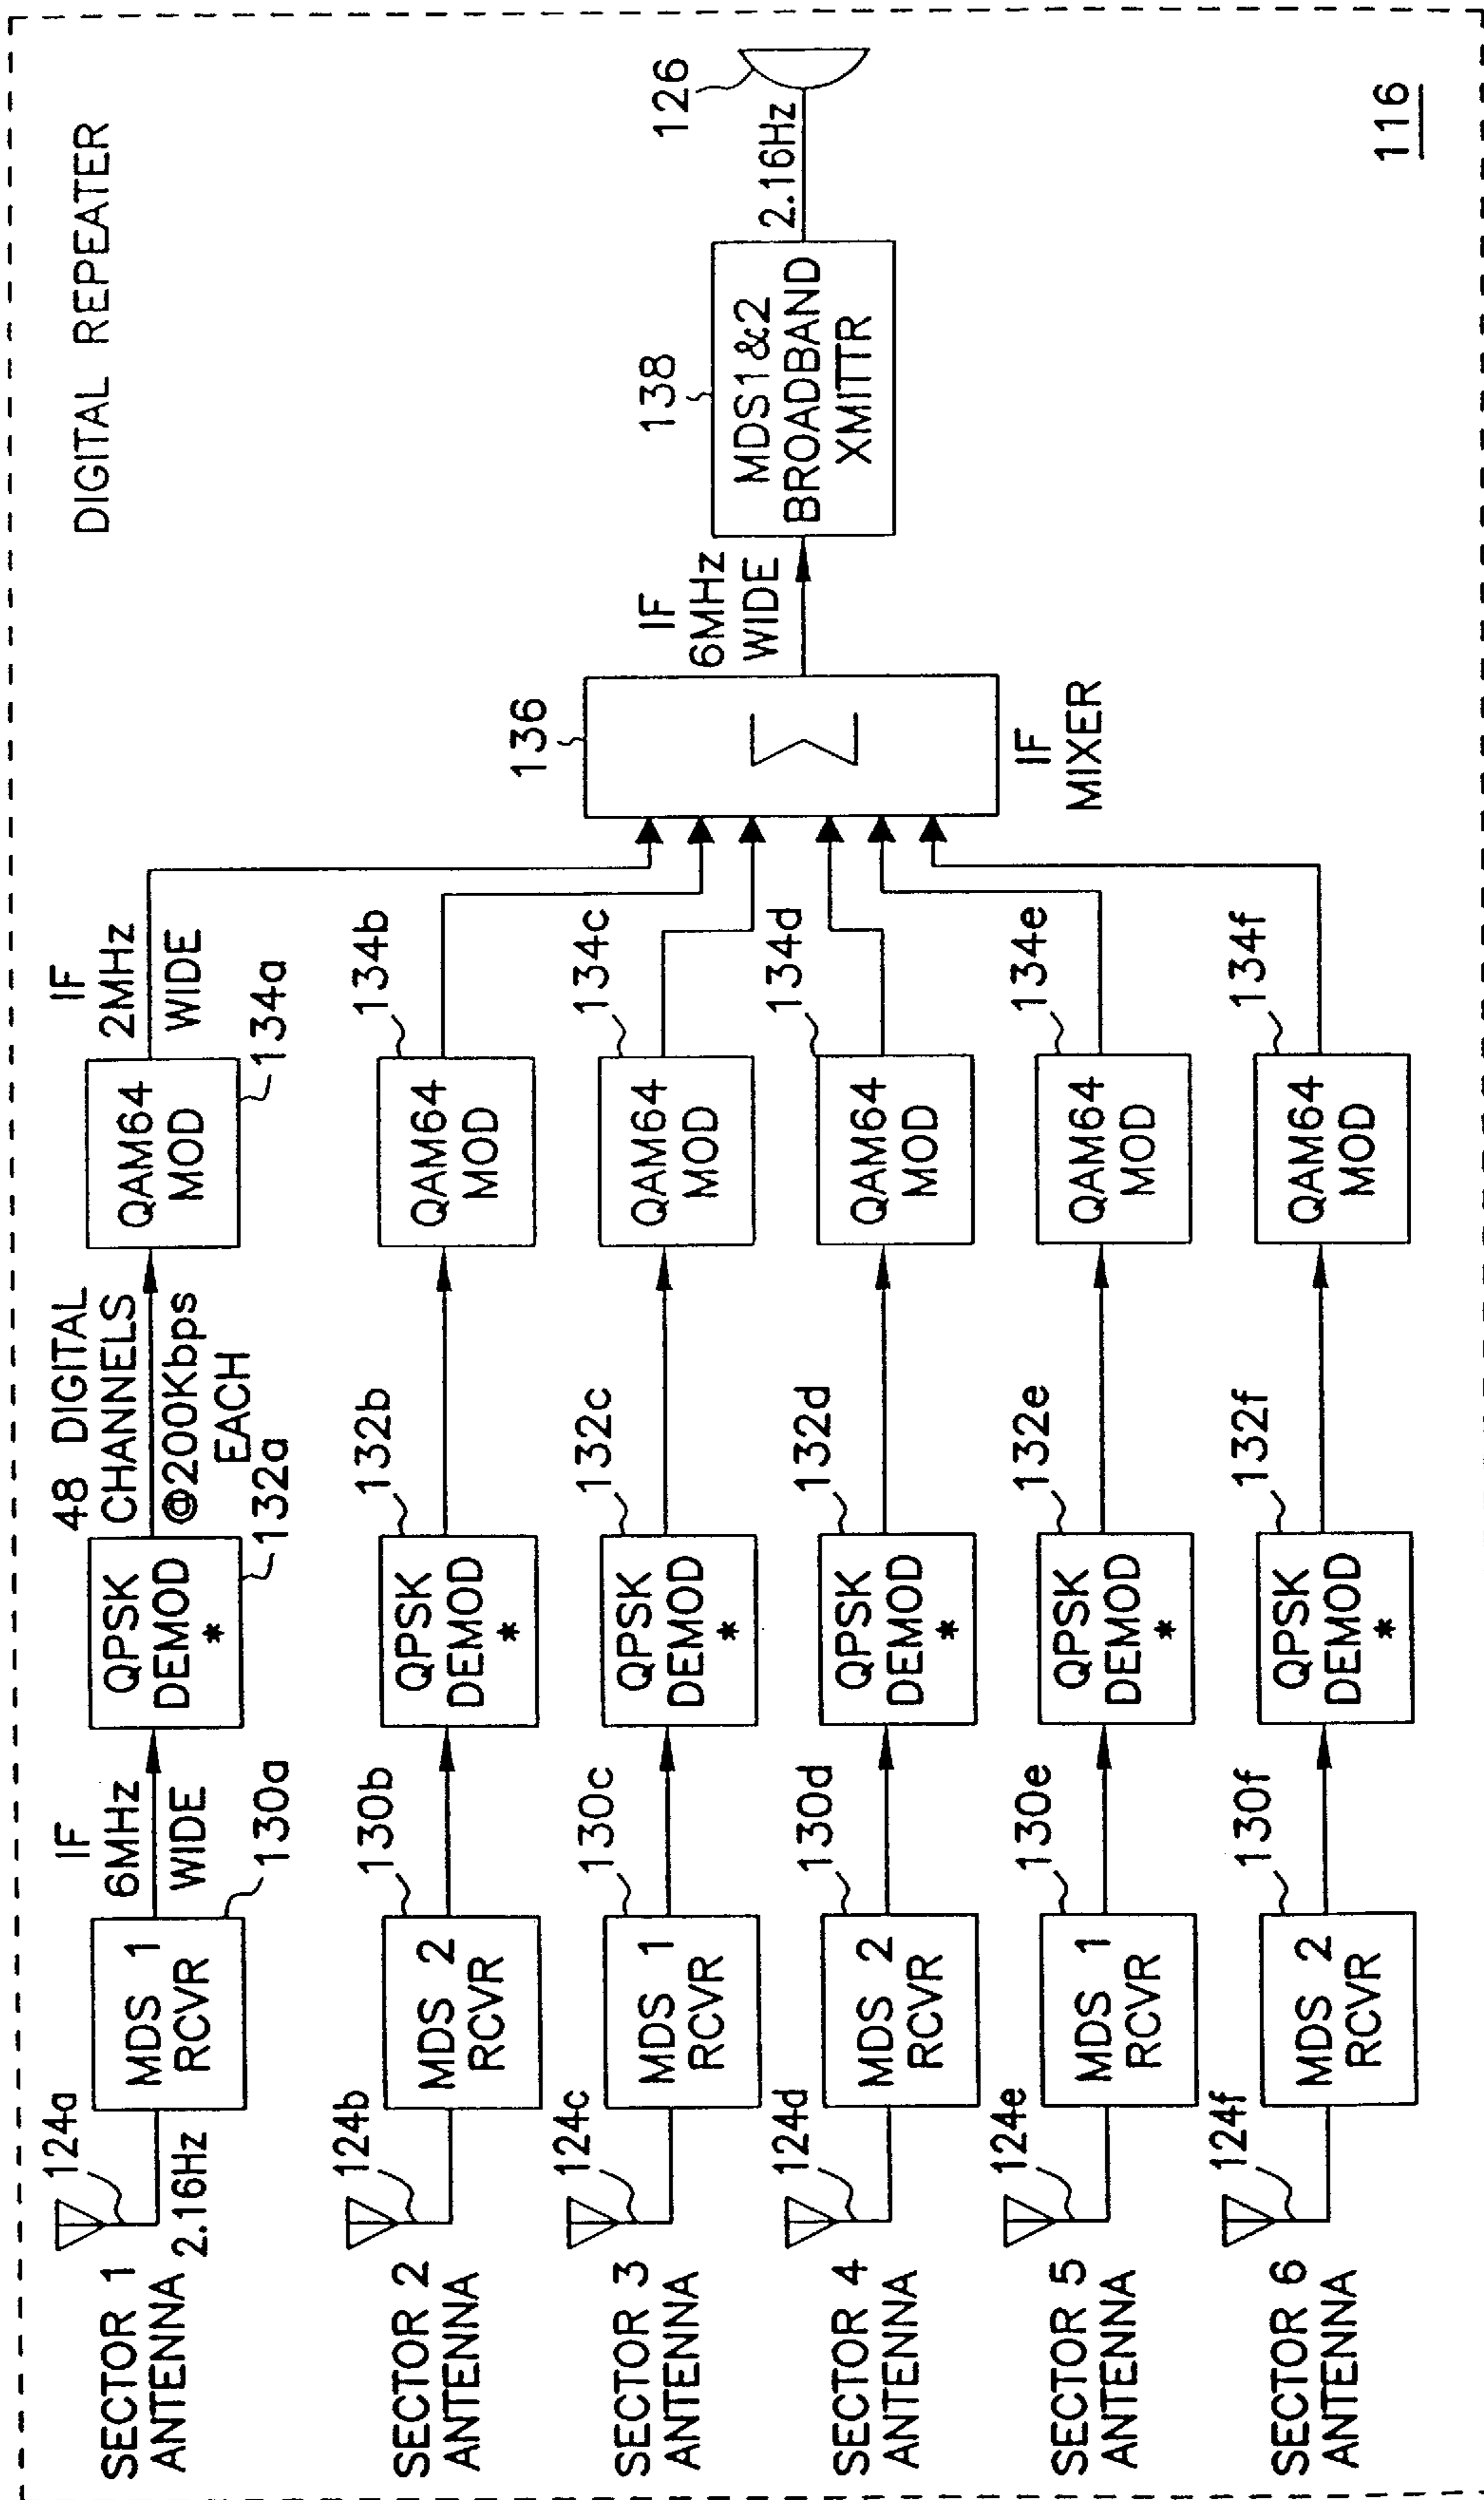 DIGITAL REPEATER
SECTOR 1
ANTENNA
124a
2.16Hz
MDS 1
RCVR
130a
IF
6MHz
WIDE
QPSK
DEMOD
*
132a
48 DIGITAL
CHANNELS
@200Kbps
EACH
QAM64
MOD
134a
IF
2MHz
WIDE
SECTOR 2
ANTENNA
124b
MDS 2
RCVR
130b
QPSK
DEMOD
*
132b
QAM64
MOD
134b
SECTOR 3
ANTENNA
124c
MDS 1
RCVR
130c
QPSK
DEMOD
*
132c
QAM64
MOD
134c
SECTOR 4
ANTENNA
124d
MDS 2
RCVR
130d
QPSK
DEMOD
*
132d
QAM64
MOD
134d
SECTOR 5
ANTENNA
124e
MDS 1
RCVR
130e
QPSK
DEMOD
*
132e
QAM64
MOD
134e
SECTOR 6
ANTENNA
124f
MDS 2
RCVR
130f
QPSK
DEMOD
*
132f
QAM64
MOD
134f
136
Σ
IF
MIXER
IF
6MHz
WIDE
138
MDS1&2
BROADBAND
XMITTR
2.16Hz
126
116